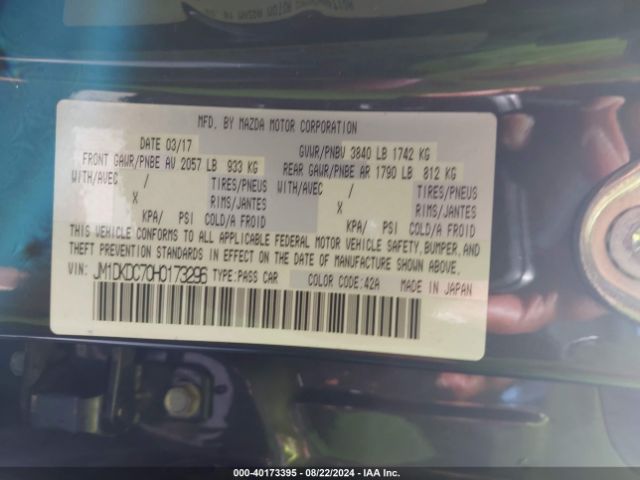 MFD. BY MAZDA MOTOR CORPORATION
DATE 03/17 GVWR/PNBV 3840 LB 1742 KG
FRONT GAWR/PNBE AV 2057 LB 933 KG REAR GAWR/PNBE AR 1790 LB 812 KG
WITH/AVEC / TIRES/PNEUS WITH/AVEC / TIRES/PNEUS
X RIMS/JANTES X RIMS/JANTES
KPA/ PSI COLD/A FROID KPA/ PSI COLD/A FROID
THIS VEHICLE CONFORMS TO ALL APPLICABLE FEDERAL MOTOR VEHICLE SAFETY, BUMPER, AND
THEFT PREVENTION STANDARDS IN EFFECT ON THE DATE OF MANUFACTURE SHOWN ABOVE.
VIN: JM1DKDC70H0173296 TYPE: PASS CAR COLOR CODE: 42A MADE IN JAPAN
000-40173395 - 08/22/2024 - IAA Inc.